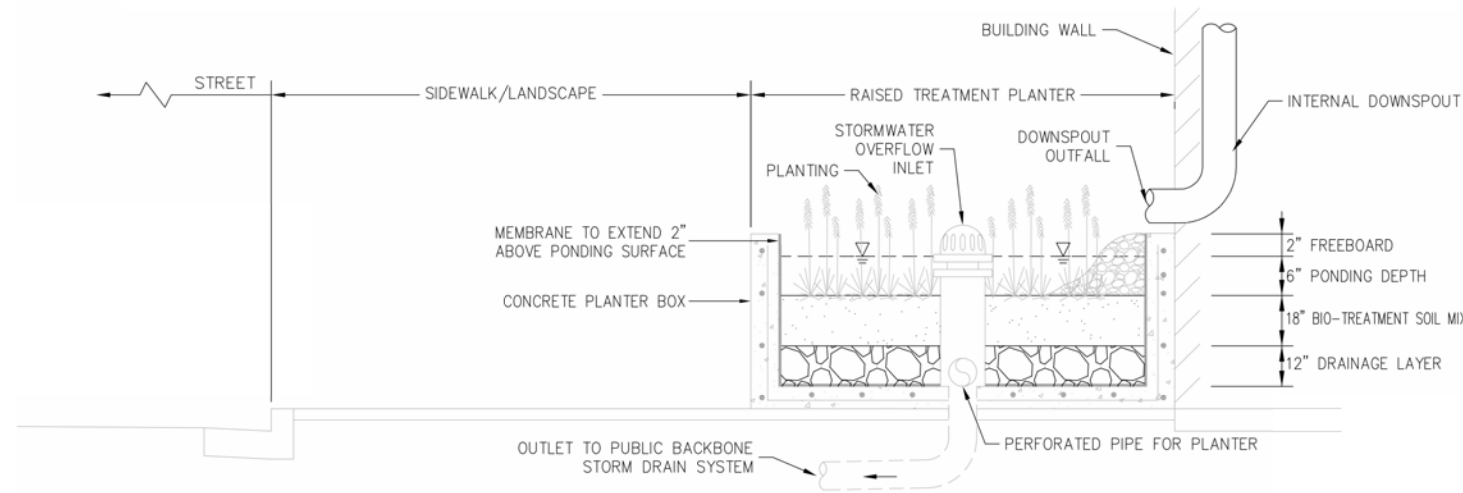 BUILDING WALL
STREET
SIDEWALK/LANDSCAPE
RAISED TREATMENT PLANTER
INTERNAL DOWNSPOUT
STORMWATER
OVERFLOW
INLET
DOWNSPOUT
OUTFALL
PLANTING
MEMBRANE TO EXTEND 2"
ABOVE PONDING SURFACE
2" FREEBOARD
6" PONDING DEPTH
CONCRETE PLANTER BOX
18" BIO-TREATMENT SOIL MIX
12" DRAINAGE LAYER
PERFORATED PIPE FOR PLANTER
OUTLET TO PUBLIC BACKBONE
STORM DRAIN SYSTEM